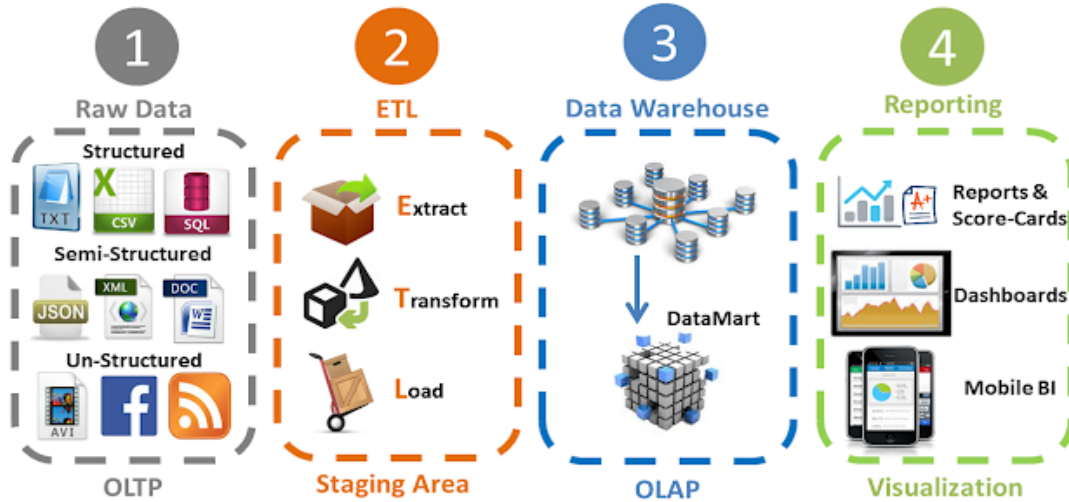 1
Raw Data
Structured
TXT
X
CSV
SQL
Semi-Structured
JSON
XML
DOC
W
Un-Structured
AVI
f
OLTP
2
ETL
Extract
Transform
Load
Staging Area
3
Data Warehouse
DataMart
OLAP
4
Reporting
A+
Reports &
Score-Cards
Dashboards
Mobile BI
Visualization